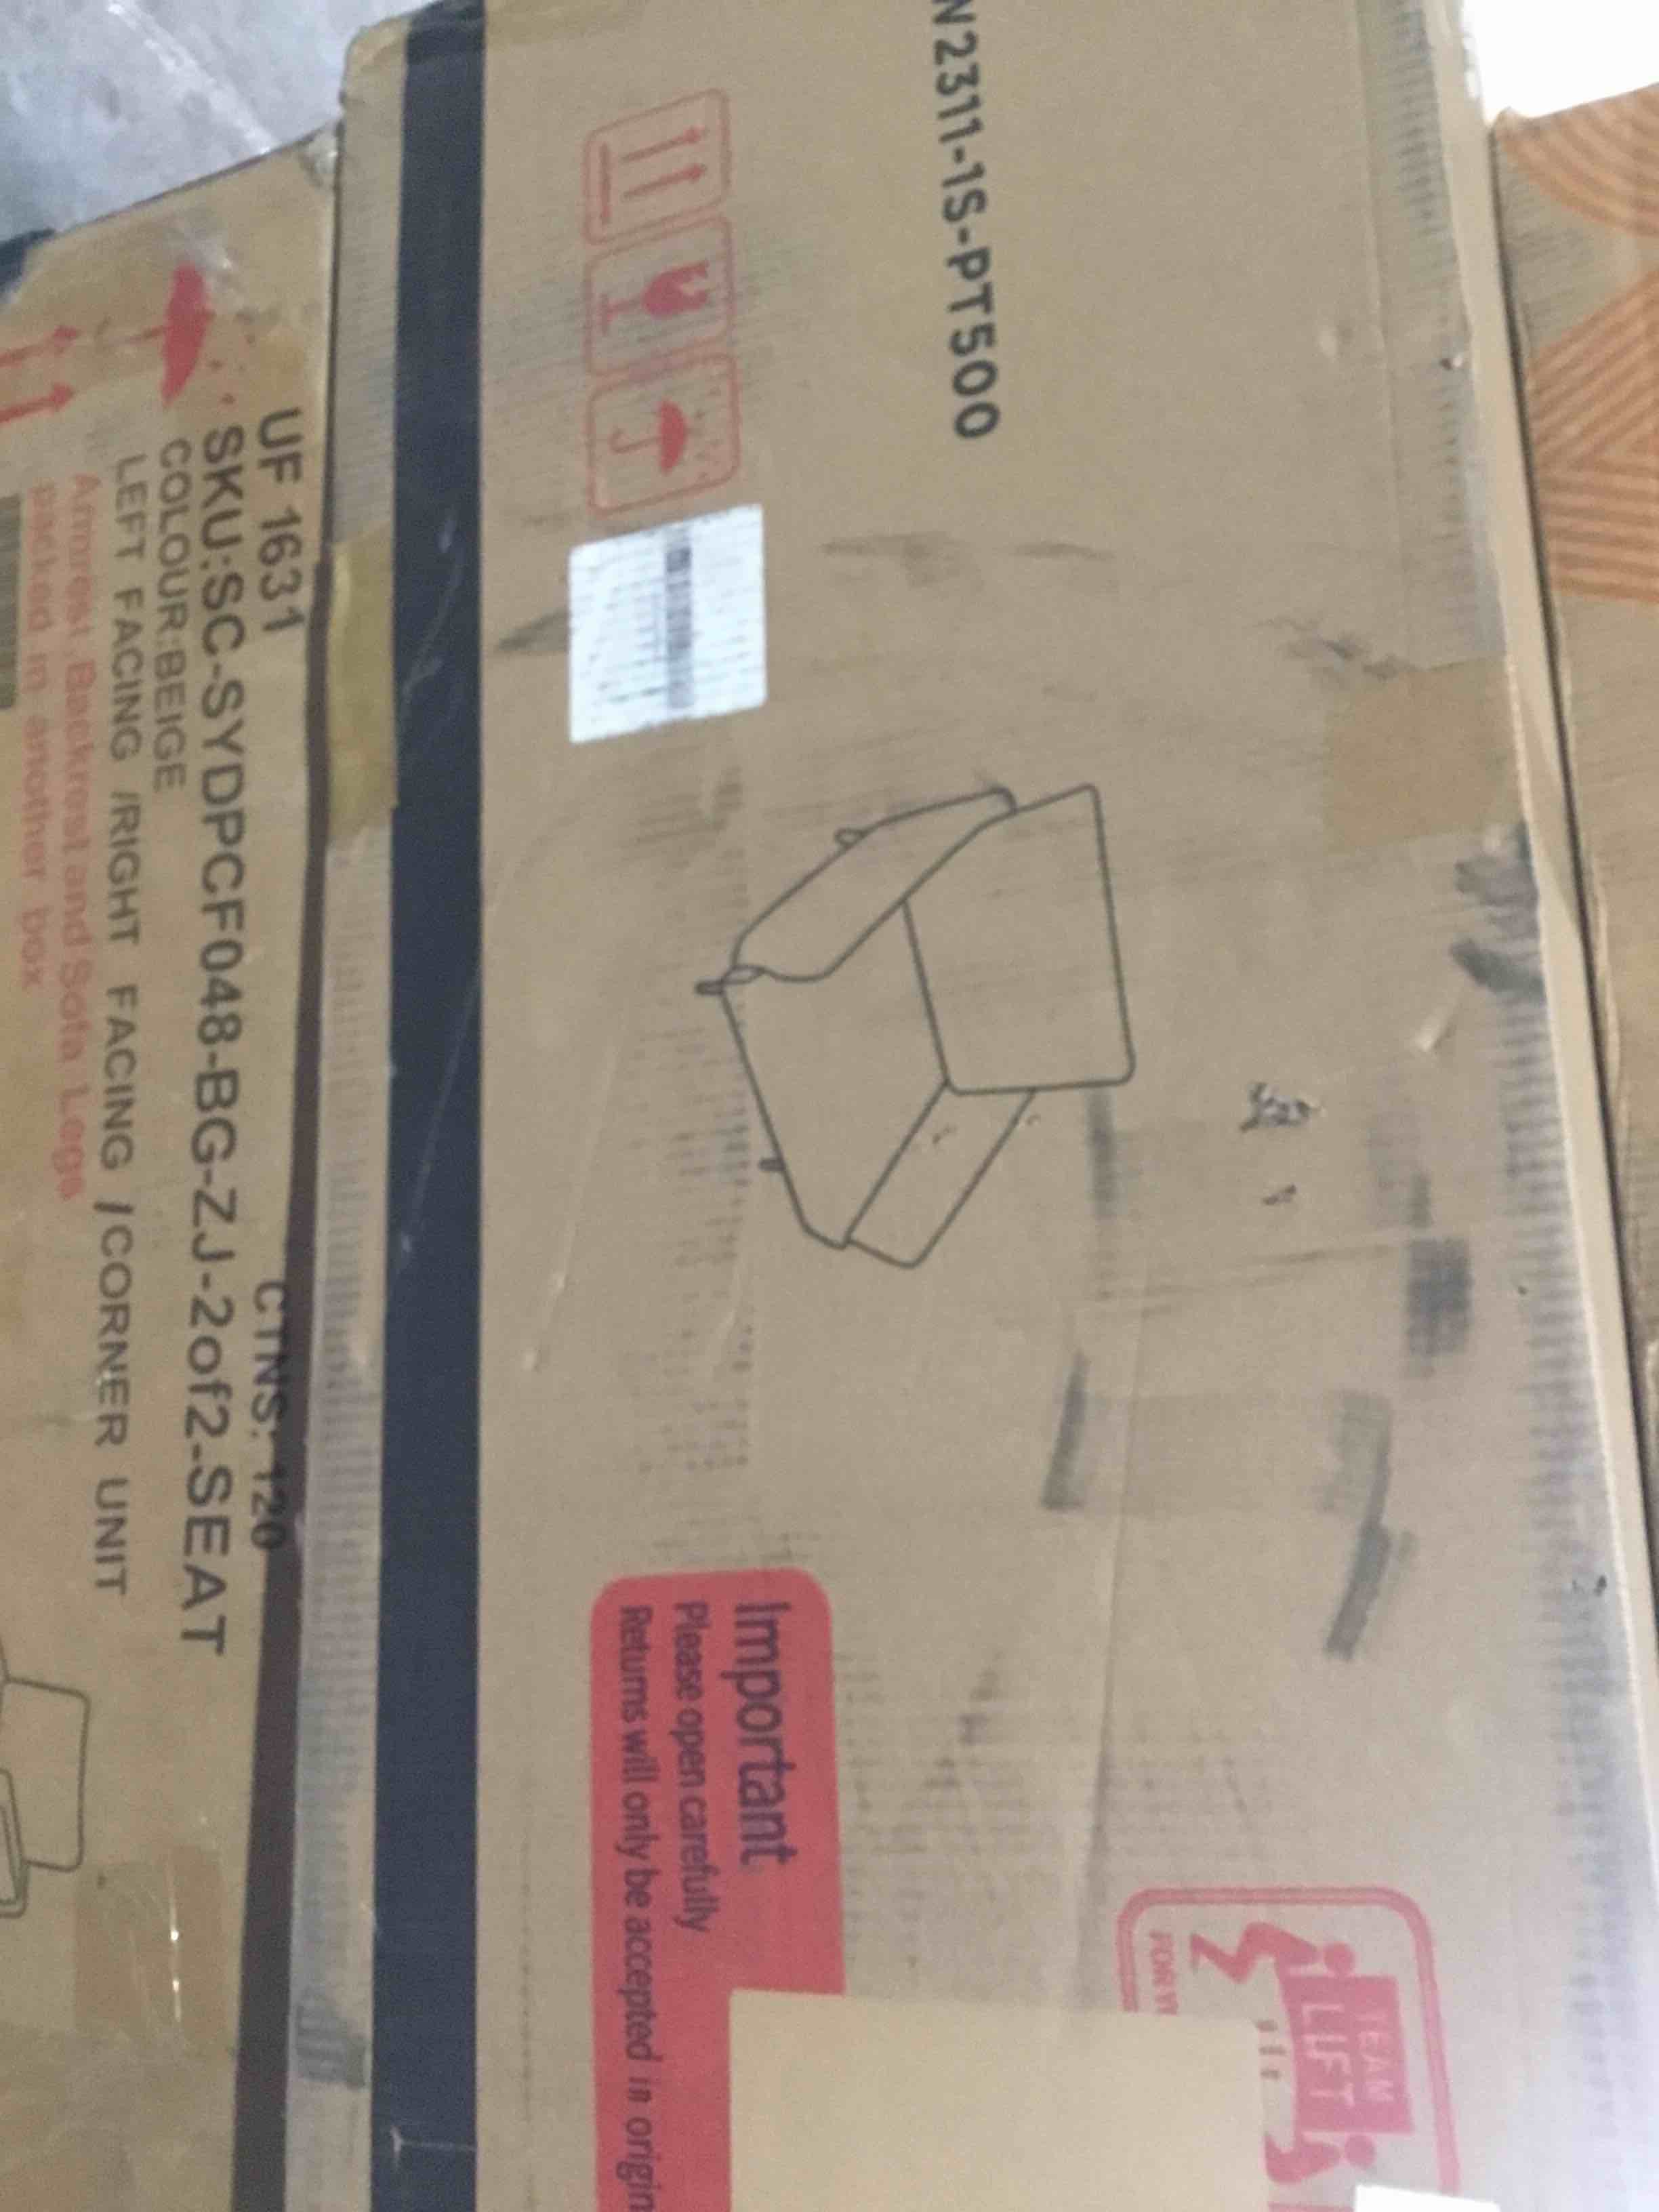 N2311-1S-PT500
TEAM
LIFT
Important
Please open carefully
Returns will only be accepted in origin
UF 1631
CTNS: 120
SKU:SC-SYDPCF048-BG-ZJ-2of2-SEAT
COLOUR:BEIGE
LEFT FACING /RIGHT FACING /CORNER UNIT
Armrest, Backrest and Sofa Legs
packed in another box